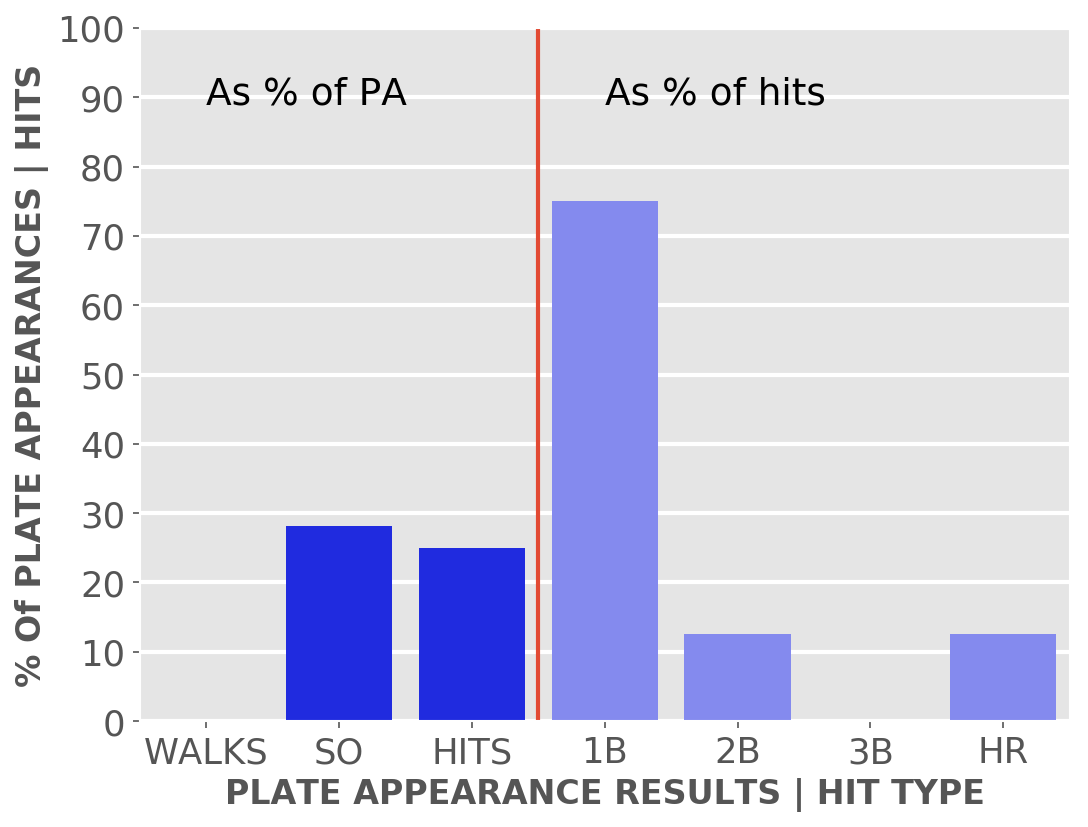 % Of PLATE APPEARANCES | HITS
100
90
80
70
60
50
40
30
20
10
0
As % of PA
As % of hits
WALKS SO HITS 1B 2B 3B HR
PLATE APPEARANCE RESULTS | HIT TYPE